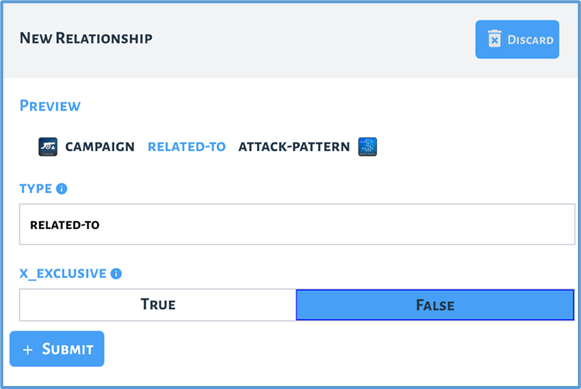 New Relationship
Discard
Preview
CAMPAIGN RELATED-TO ATTACK-PATTERN
TYPE
RELATED-TO
X_EXCLUSIVE
True False
+ Submit